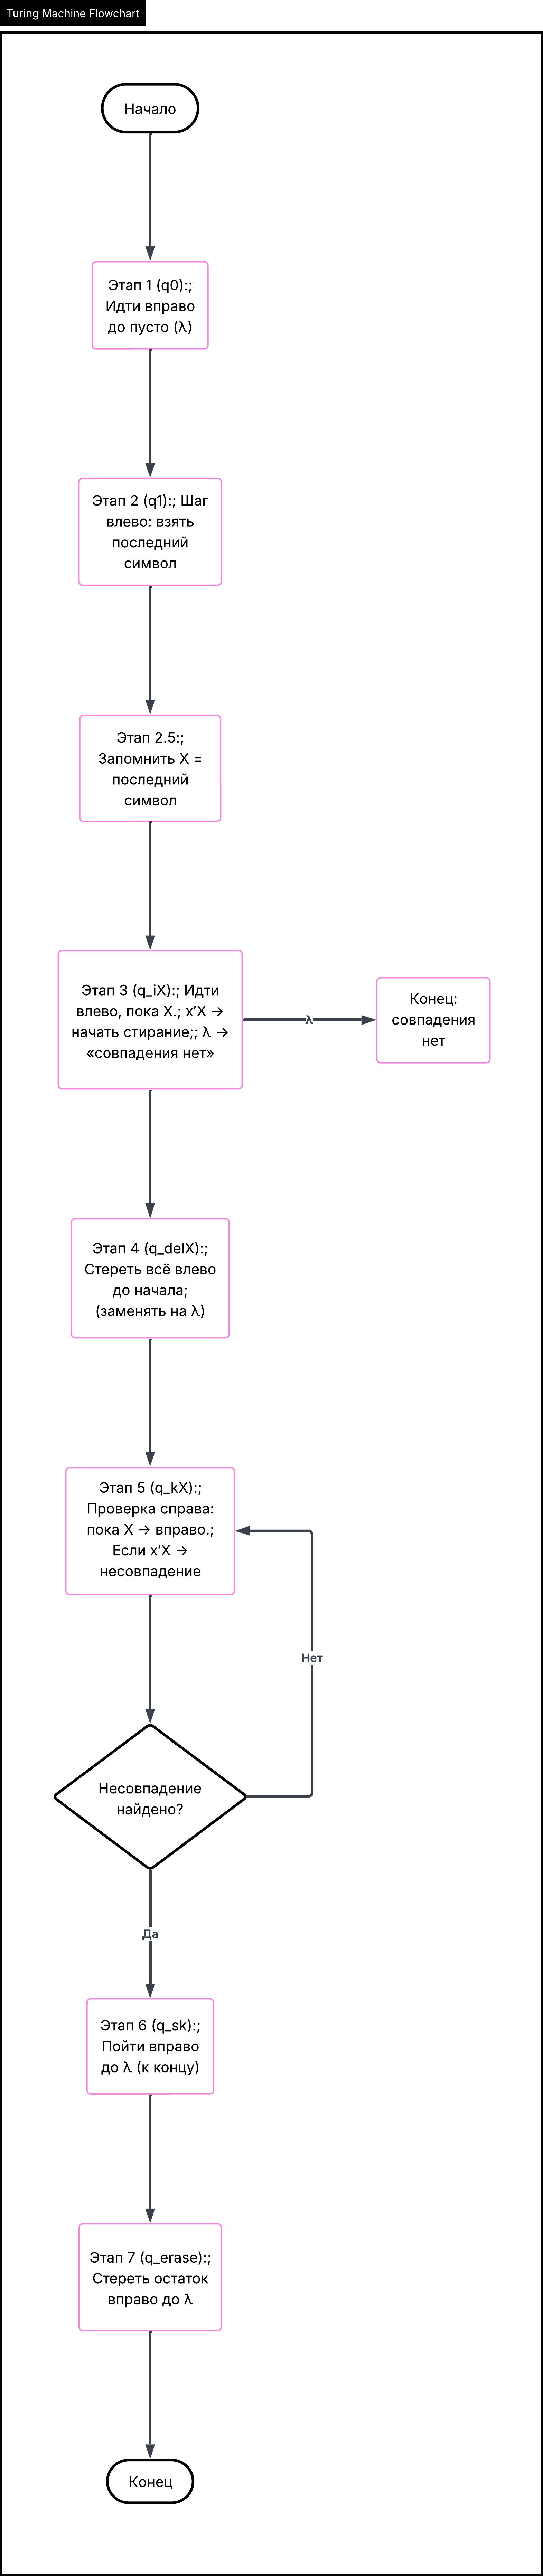 Turing Machine Flowchart
Начало
Этап 1 (q0):;
Идти вправо
до пусто (λ)
Этап 2 (q1):; Шаг
влево: взять
последний
символ
Этап 2.5:;
Запомнить X =
последний
символ
Этап 3 (q_iX):; Идти
влево, пока X.; x'X →
начать стирание;; λ →
«совпадения нет»
λ
Конец:
совпадения
нет
Этап 4 (q_delX):;
Стереть всё влево
до начала;
(заменять на λ)
Этап 5 (q_kX):;
Проверка справа:
пока X → вправо.;
Если x'X →
несовпадение
Нет
Несовпадение
найдено?
Да
Этап 6 (q_sk):;
Пойти вправо
до λ (к концу)
Этап 7 (q_erase):;
Стереть остаток
вправо до λ
Конец